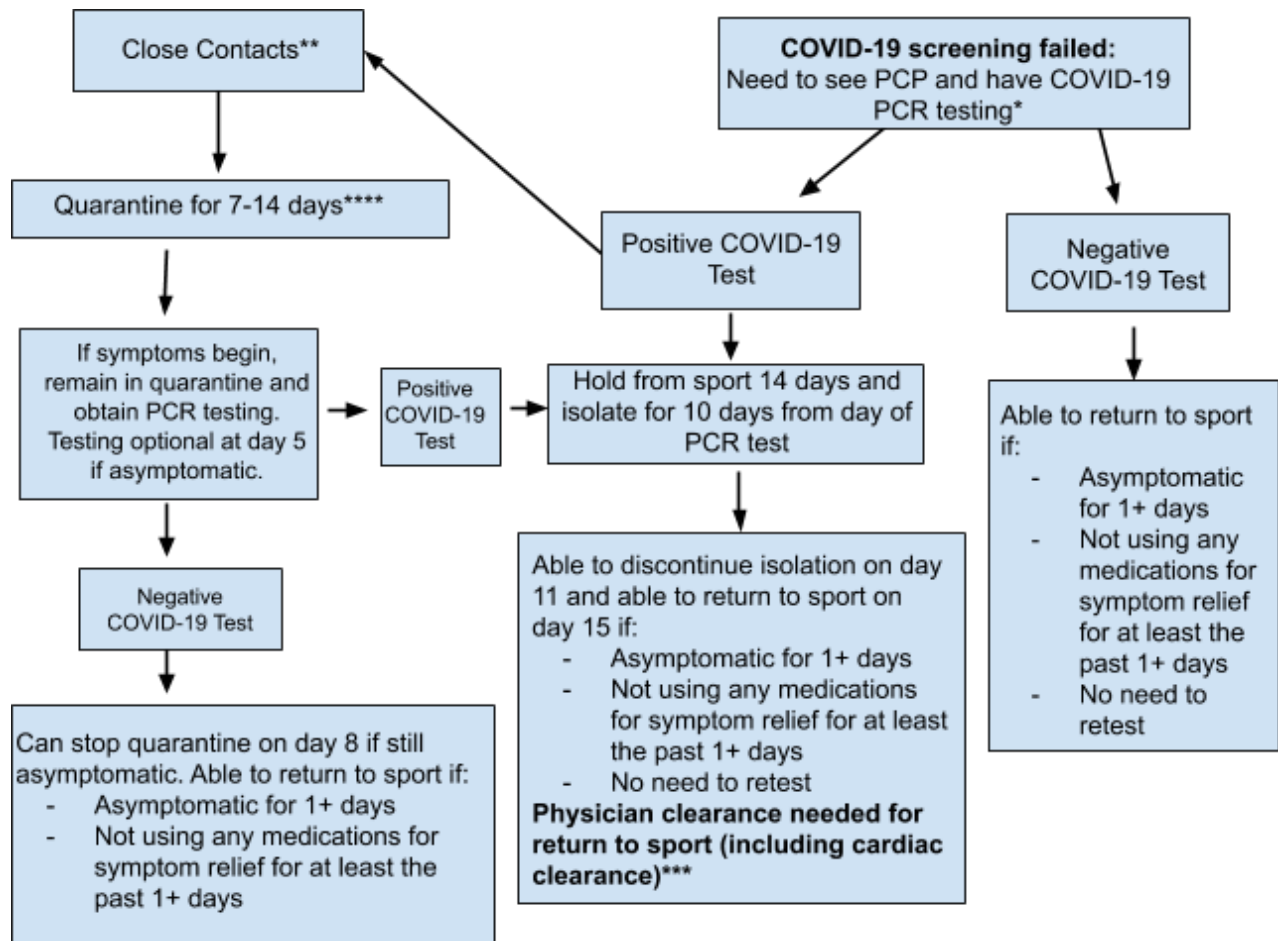 Close Contacts**
COVID-19 screening failed:
Need to see PCP and have COVID-19
PCR testing*
Quarantine for 7-14 days****
Positive COVID-19
Test
Negative
COVID-19 Test
If symptoms begin,
remain in quarantine and
obtain PCR testing.
Testing optional at day 5
if asymptomatic.
Positive
COVID-19
Test
Hold from sport 14 days and
isolate for 10 days from day of
PCR test
Able to return to sport
if:
- Asymptomatic
for 1+ days
- Not using any
medications for
symptom relief
for at least the
past 1+ days
- No need to
retest
Negative
COVID-19 Test
Able to discontinue isolation on day
11 and able to return to sport on
day 15 if:
- Asymptomatic for 1+ days
- Not using any medications
for symptom relief for at least
the past 1+ days
- No need to retest
Physician clearance needed for
return to sport (including cardiac
clearance)***
Can stop quarantine on day 8 if still
asymptomatic. Able to return to sport if:
- Asymptomatic for 1+ days
- Not using any medications for
symptom relief for at least the
past 1+ days